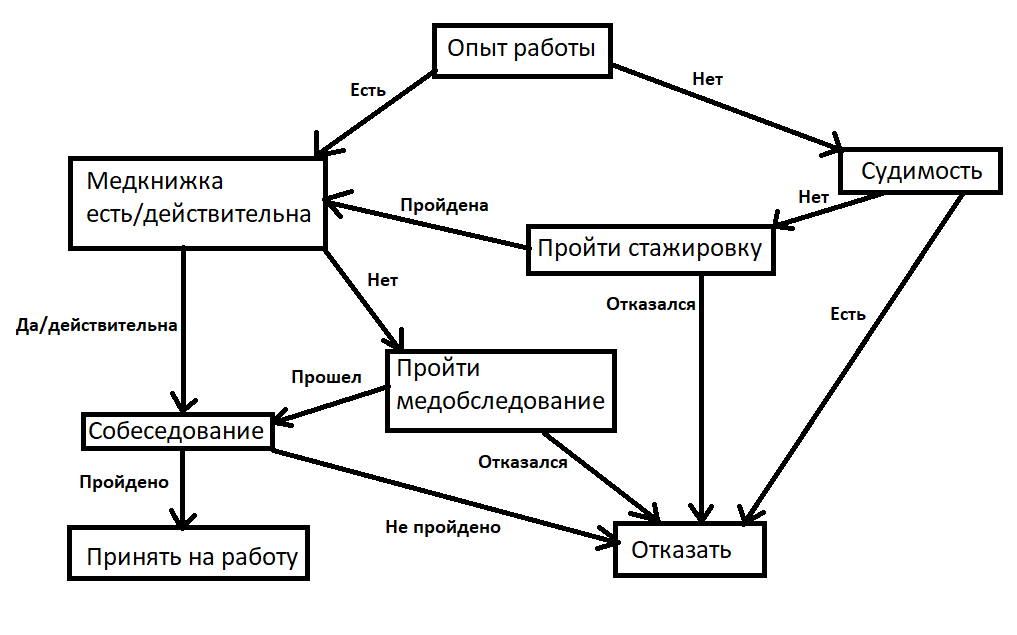 Опыт работы
Есть
Нет
Медкнижка
есть/действительна
Судимость
Пройдена
Нет
Пройти стажировку
Нет
Отказался
Есть
Да/действительна
Пройти
медобследование
Прошел
Собеседование
Отказался
Пройдено
Не пройдено
Принять на работу
Отказать